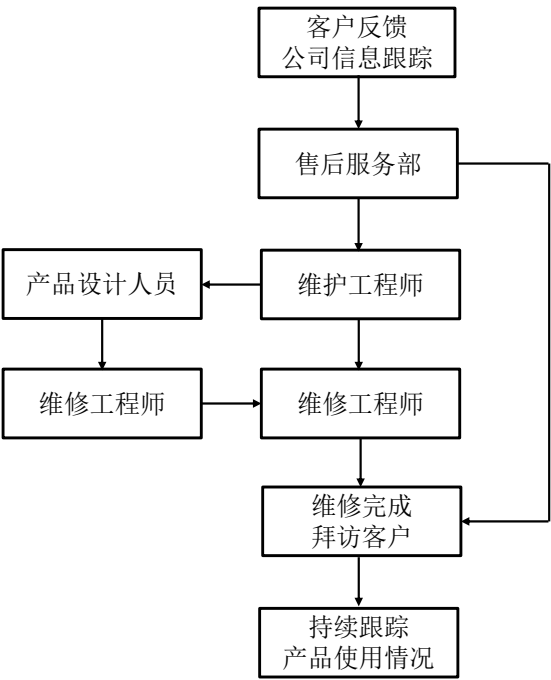 客户反馈
公司信息跟踪
售后服务部
产品设计人员
维护工程师
维修工程师
维修工程师
维修完成
拜访客户
持续跟踪
产品使用情况